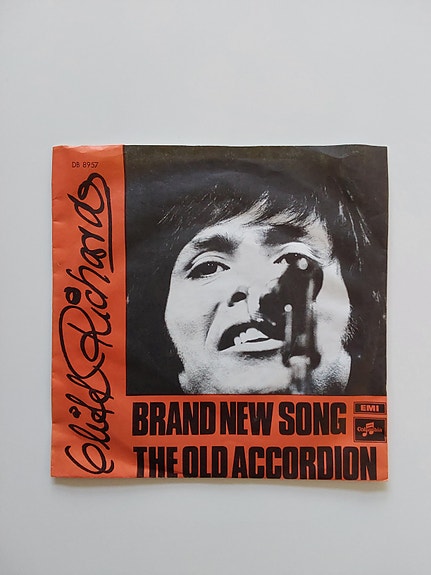 DB 8957
Cliff Richard
BRAND NEW SONG
THE OLD ACCORDION
EMI
Columbia